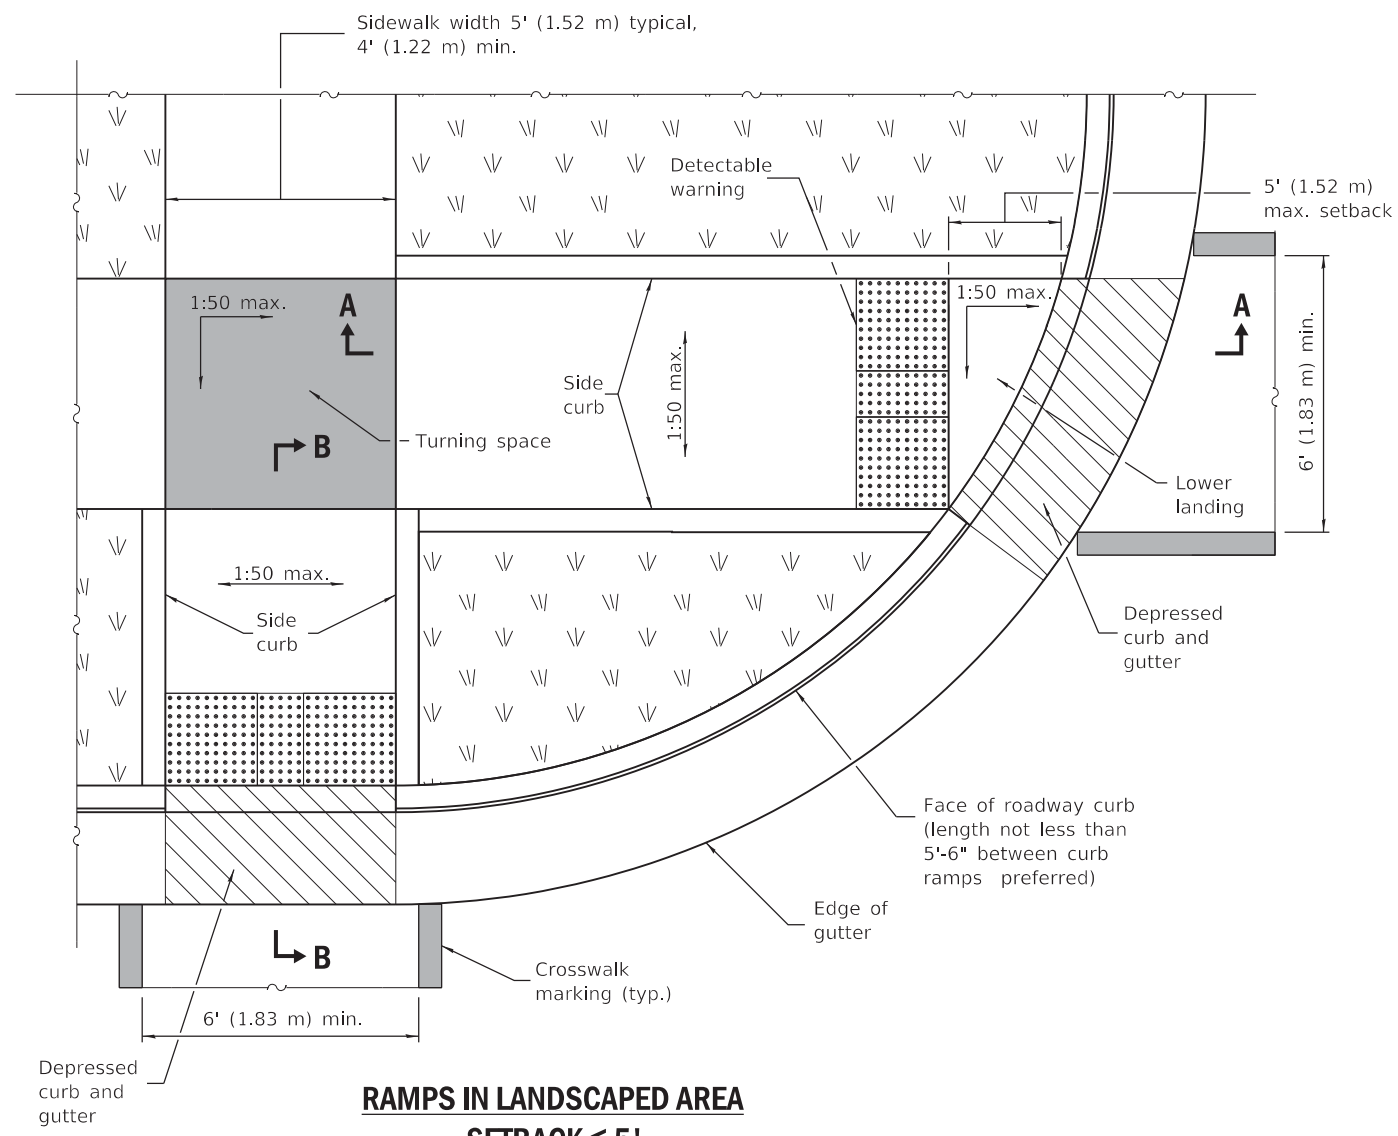 Sidewalk width 5' (1.52 m) typical,
4' (1.22 m) min.
Detectable
warning
5' (1.52 m)
max. setback
1:50 max.
A
1:50 max.
A
Side
curb
1:50 max.
6' (1.83 m) min.
B
Turning space
Lower
landing
1:50 max.
Side
curb
Depressed
curb and
gutter
Face of roadway curb
(length not less than
5'-6" between curb
ramps preferred)
Edge of
gutter
B
Crosswalk
marking (typ.)
6' (1.83 m) min.
Depressed
curb and
gutter
RAMPS IN LANDSCAPED AREA
SETBACK < 5'